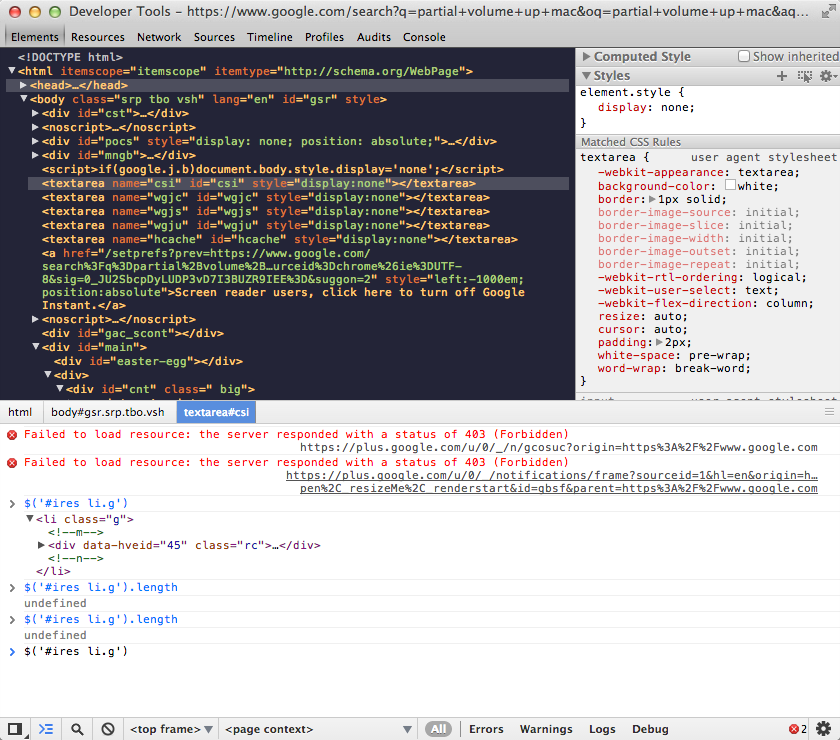 Developer Tools - https://www.google.com/search?q=partial+volume+up+mac&oq=partial+volume+up+mac&aq...
Elements Resources Network Sources Timeline Profiles Audits Console
<!DOCTYPE html>
▼<html itemscope="itemscope" itemtype="http://schema.org/WebPage">
▶<head>…</head>
▼<body class="srp tbo vsh" lang="en" id="gsr" style>
▶<div id="cst">…</div>
▶<noscript>…</noscript>
▶<div id="pocs" style="display: none; position: absolute;">…</div>
▶<div id="mngb">…</div>
<script>if(google.j.b)document.body.style.display='none';</script>
<textarea name="csi" id="csi" style="display:none"></textarea>
<textarea name="wgjc" id="wgjc" style="display:none"></textarea>
<textarea name="wgjs" id="wgjs" style="display:none"></textarea>
<textarea name="wgju" id="wgju" style="display:none"></textarea>
<textarea name="hcache" id="hcache" style="display:none"></textarea>
<a href="/setprefs?prev=https://www.google.com/
search%3Fq%3Dpartial%2Bvolume%2B…urceid%3Dchrome%26ie%3DUTF-
8&sig=0_JU2SbcpDyLUDP3vD7I3BUZR9IEE%3D&suggon=2" style="left:-1000em;
position:absolute">Screen reader users, click here to turn off Google
Instant.</a>
▶<noscript>…</noscript>
<div id="gac_scont"></div>
▼<div id="main">
<div id="easter-egg"></div>
▼<div>
▼<div id="cnt" class=" big">
▶Computed Style Show inherited
▼Styles
element.style {
display: none;
}
Matched CSS Rules
textarea { user agent stylesheet
-webkit-appearance: textarea;
background-color: white;
border:▶1px solid;
border-image-source: initial;
border-image-slice: initial;
border-image-width: initial;
border-image-outset: initial;
border-image-repeat: initial;
-webkit-rtl-ordering: logical;
-webkit-user-select: text;
-webkit-flex-direction: column;
resize: auto;
cursor: auto;
padding:▶2px;
white-space: pre-wrap;
word-wrap: break-word;
}
input, user agent stylesheet
html body#gsr.srp.tbo.vsh textarea#csi
Failed to load resource: the server responded with a status of 403 (Forbidden)
https://plus.google.com/u/0/_/n/gcosuc?origin=https%3A%2F%2Fwww.google.com
Failed to load resource: the server responded with a status of 403 (Forbidden)
https://plus.google.com/u/0/_/notifications/frame?sourceid=1&hl=en&origin=h…
pen%2C_resizeMe%2C_renderstart&id=gbsf&parent=https%3A%2F%2Fwww.google.com
> $('#ires li.g')
▼<li class="g">
<!--m-->
▶<div data-hveid="45" class="rc">…</div>
<!--n-->
</li>
> $('#ires li.g').length
undefined
> $('#ires li.g').length
undefined
> $('#ires li.g')
<top frame> ▼ <page context> ▼ All Errors Warnings Logs Debug 2